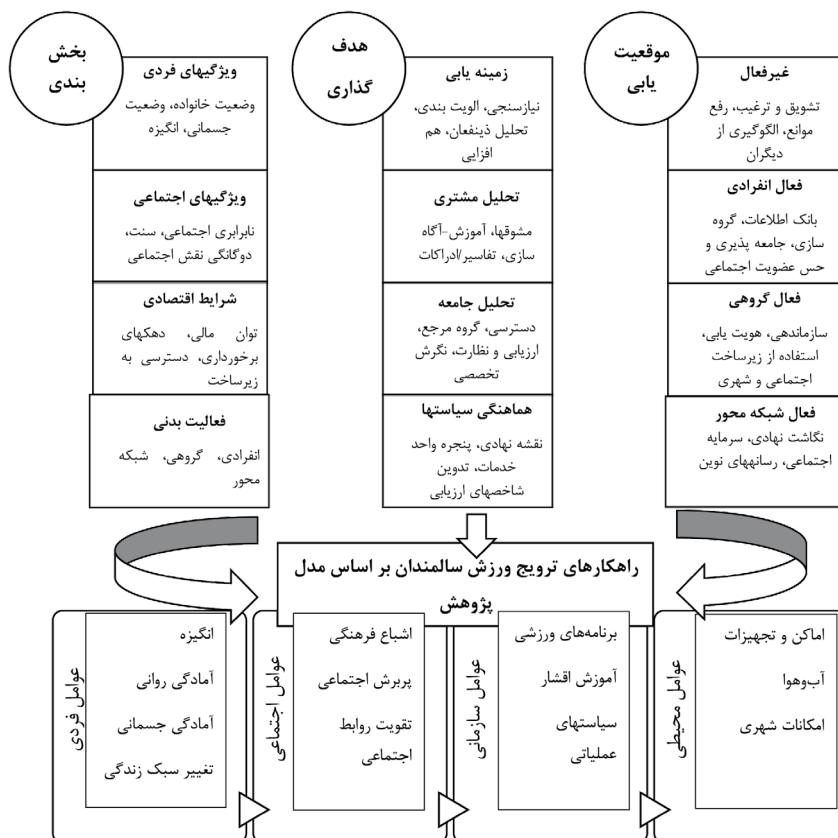 موقعیت
یابی
غیرفعال
تشویق و ترغیب، رفع
موانع، الگوگیری از
دیگران
فعال انفرادی
بانک اطلاعات، گروه
سازی، جامعه پذیری و
حس عضویت اجتماعی
فعال گروهی
سازماندهی، هویت یابی،
استفاده از زیرساخت
اجتماعی و شهری
فعال شبکه محور
نگاشت نهادی، سرمایه
اجتماعی، رسانههای نوین
هدف
گذاری
زمینه یابی
نیازسنجی، الویت بندی،
تحلیل ذینفعان، هم
افزایی
تحلیل مشتری
مشوقها، آموزش-آگاه
سازی، تفاسیر/ادراکات
تحلیل جامعه
دسترسی، گروه مرجع،
ارزیابی و نظارت، نگرش
تخصصی
هماهنگی سیاستها
نقشه نهادی، پنجره واحد
خدمات، تدوین
شاخصهای ارزیابی
بخش
بندی
ویژگیهای فردی
وضعیت خانواده، وضعیت
جسمانی، انگیزه
ویژگیهای اجتماعی
نابرابری اجتماعی، سنت،
دوگانگی نقش اجتماعی
شرایط اقتصادی
توان مالی، دهکهای
برخورداری، دسترسی به
زیرساخت
فعالیت بدنی
انفرادی، گروهی، شبکه
محور
راهکارهای ترویج ورزش سالمندان بر اساس مدل
پژوهش
عوامل محیطی
اماکن و تجهیزات
آب‌وهوا
امکانات شهری
عوامل سازمانی
برنامه‌های ورزشی
آموزش اقشار
سیاستهای
عملیاتی
عوامل اجتماعی
اشباع فرهنگی
پربرش اجتماعی
تقویت روابط
اجتماعی
عوامل فردی
انگیزه
آمادگی روانی
آمادگی جسمانی
تغییر سبک زندگی